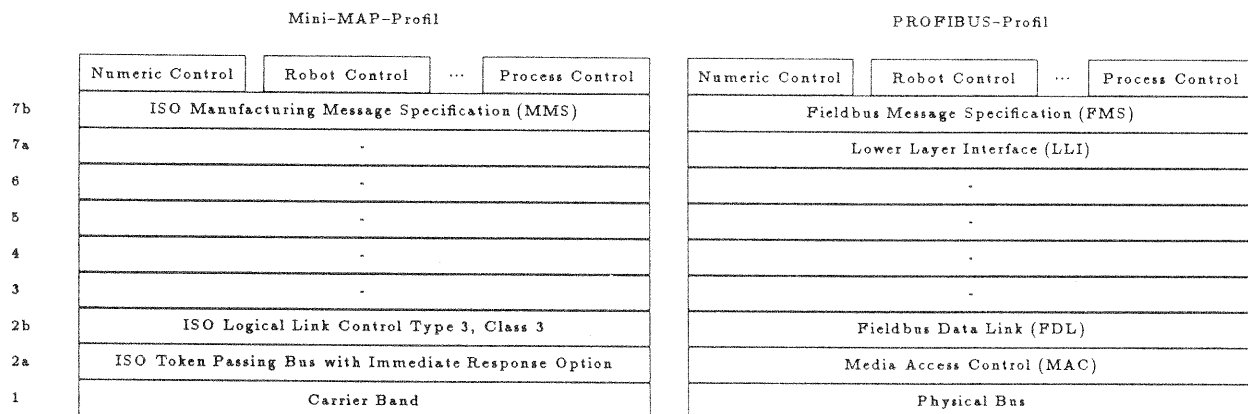 Mini-MAP-Profil PROFIBUS-Profil
Numeric Control Robot Control ... Process Control Numeric Control Robot Control ... Process Control
7b ISO Manufacturing Message Specification (MMS) Fieldbus Message Specification (FMS)
7a - Lower Layer Interface (LLI)
6 - -
5 - -
4 - -
3 - -
2b ISO Logical Link Control Type 3, Class 3 Fieldbus Data Link (FDL)
2a ISO Token Passing Bus with Immediate Response Option Media Access Control (MAC)
1 Carrier Band Physical Bus